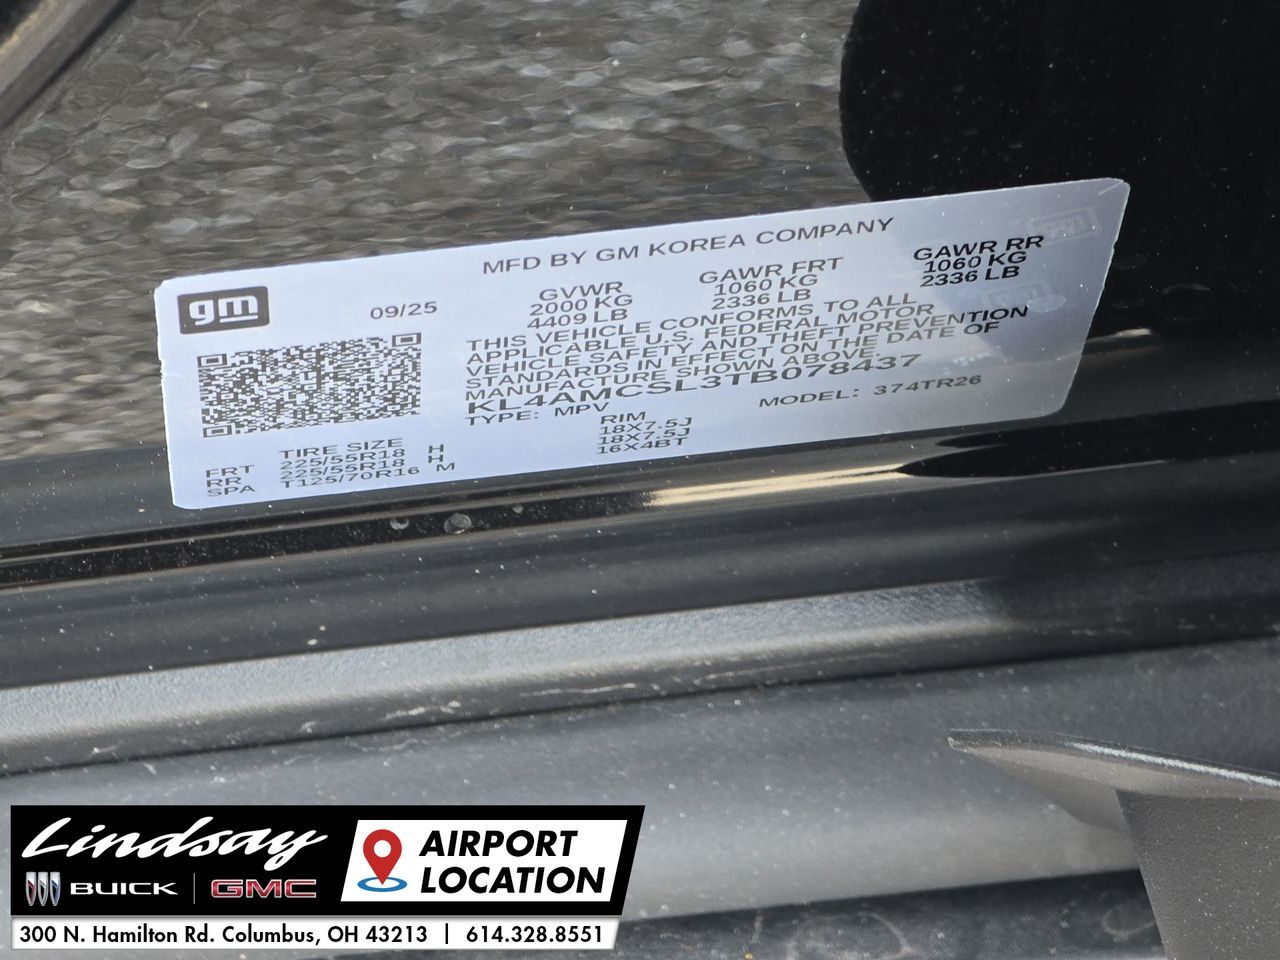 MFD BY GM KOREA COMPANY
gm
09/25
GVWR
2000 KG
4409 LB
GAWR FRT
1060 KG
2336 LB
GAWR RR
1060 KG
2336 LB
THIS VEHICLE CONFORMS TO ALL
APPLICABLE U.S. FEDERAL MOTOR
VEHICLE SAFETY AND THEFT PREVENTION
STANDARDS IN EFFECT ON THE DATE OF
MANUFACTURE SHOWN ABOVE.
KL4AMCSL3TB078437
TYPE: MPV
MODEL: 374TR26
TIRE SIZE
RIM
FRT 225/55R18 H 18X7.5J
RR 225/55R18 H 18X7.5J
SPA T125/70R16 M 16X4BT
Lindsay
BUICK | GMC
AIRPORT
LOCATION
300 N. Hamilton Rd. Columbus, OH 43213 | 614.328.8551